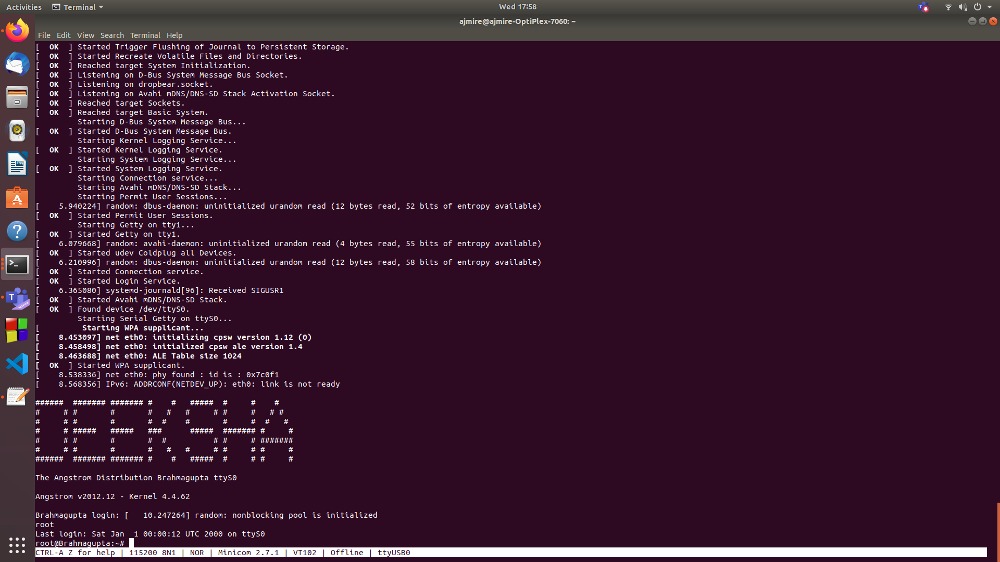 Activities Terminal Wed 17:58
ajmire@ajmire-OptiPlex-7060: ~
File Edit View Search Terminal Help
[  OK  ] Started Trigger Flushing of Journal to Persistent Storage.
[  OK  ] Started Recreate Volatile Files and Directories.
[  OK  ] Reached target System Initialization.
[  OK  ] Listening on D-Bus System Message Bus Socket.
[  OK  ] Listening on dropbear.socket.
[  OK  ] Listening on Avahi mDNS/DNS-SD Stack Activation Socket.
[  OK  ] Reached target Sockets.
[  OK  ] Reached target Basic System.
         Starting D-Bus System Message Bus...
[  OK  ] Started D-Bus System Message Bus.
         Starting Kernel Logging Service...
[  OK  ] Started Kernel Logging Service.
         Starting System Logging Service...
[  OK  ] Started System Logging Service.
         Starting Connection service...
         Starting Avahi mDNS/DNS-SD Stack...
         Starting Permit User Sessions...
[    5.940224] random: dbus-daemon: uninitialized urandom read (12 bytes read, 52 bits of entropy available)
[  OK  ] Started Permit User Sessions.
         Starting Getty on tty1...
[  OK  ] Started Getty on tty1.
[    6.079668] random: avahi-daemon: uninitialized urandom read (4 bytes read, 55 bits of entropy available)
[  OK  ] Started udev Coldplug all Devices.
[    6.210996] random: dbus-daemon: uninitialized urandom read (12 bytes read, 58 bits of entropy available)
[  OK  ] Started Connection service.
[  OK  ] Started Login Service.
[    6.365080] systemd-journald[96]: Received SIGUSR1
[  OK  ] Started Avahi mDNS/DNS-SD Stack.
[  OK  ] Found device /dev/ttyS0.
         Starting Serial Getty on ttyS0...
[         Starting WPA supplicant...
[    8.453097] net eth0: initializing cpsw version 1.12 (0)
[    8.458498] net eth0: initialized cpsw ale version 1.4
[    8.463688] net eth0: ALE Table size 1024
[  OK  ] Started WPA supplicant.
[    8.538336] net eth0: phy found : id is : 0x7c0f1
[    8.568356] IPv6: ADDRCONF(NETDEV_UP): eth0: link is not ready
######  ####### ####### #    #   #####  #     #    #
#     # #       #       #   #   #     # #     #   # #
#     # #       #       #  #    #       #     #  #   #
#     # #####   #####   ###      #####  ####### #     #
#     # #       #       #  #          # #     # #######
#     # #       #       #   #   #     # #     # #     #
######  ####### ####### #    #   #####  #     # #     #
The Angstrom Distribution Brahmagupta ttyS0
Angstrom v2012.12 - Kernel 4.4.62
Brahmagupta login: [   10.247264] random: nonblocking pool is initialized
root
Last login: Sat Jan  1 00:00:12 UTC 2000 on ttyS0
root@Brahmagupta:~#
CTRL-A Z for help | 115200 8N1 | NOR | Minicom 2.7.1 | VT102 | Offline | ttyUSB0